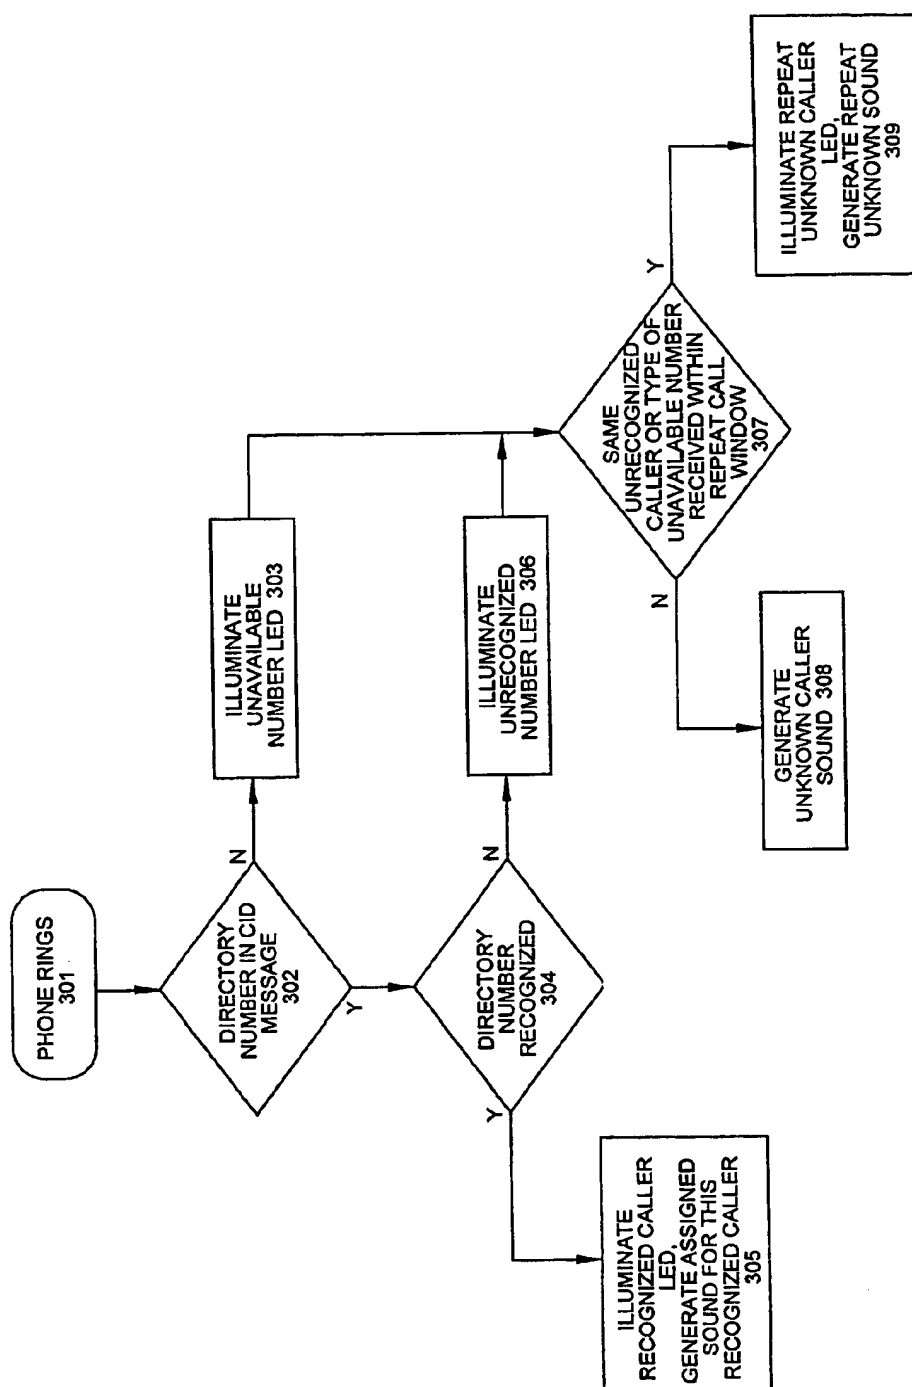 PHONE RINGS
301
DIRECTORY
NUMBER IN CID
MESSAGE
302
N
Y
ILLUMINATE
UNAVAILABLE
NUMBER LED 303
DIRECTORY
NUMBER
RECOGNIZED
304
Y
N
ILLUMINATE
UNRECOGNIZED
NUMBER LED 306
ILLUMINATE
RECOGNIZED CALLER
LED,
GENERATE ASSIGNED
SOUND FOR THIS
RECOGNIZED CALLER
305
SAME
UNRECOGNIZED
CALLER OR TYPE OF
UNAVAILABLE NUMBER
RECEIVED WITHIN
REPEAT CALL
WINDOW
307
N
Y
GENERATE
UNKNOWN CALLER
SOUND 308
ILLUMINATE REPEAT
UNKNOWN CALLER
LED,
GENERATE REPEAT
UNKNOWN SOUND
309